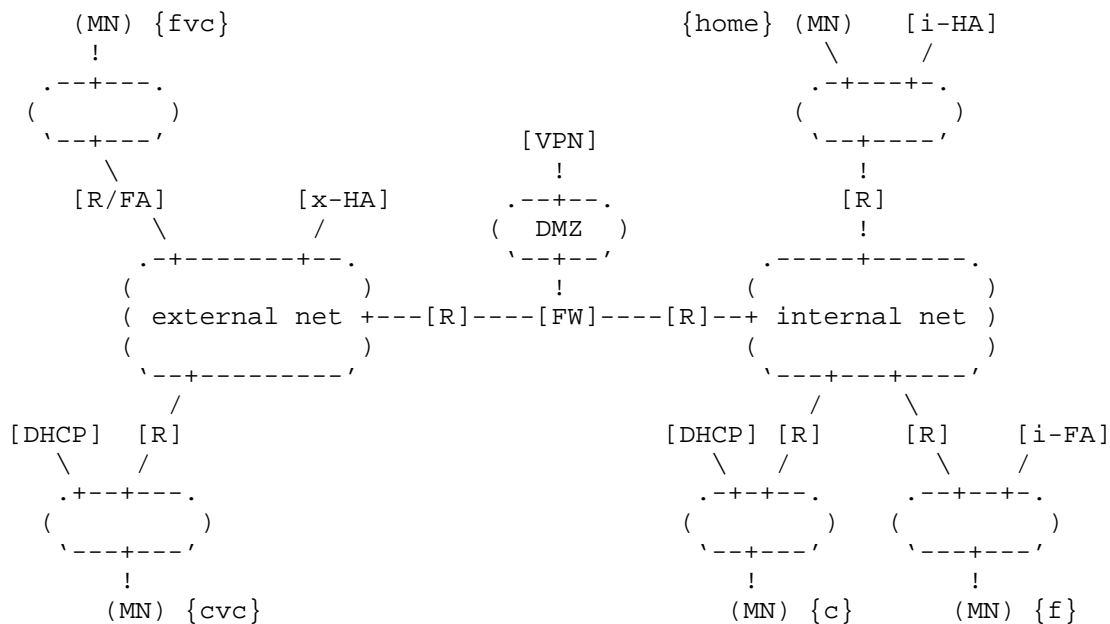 (MN) {fvc} {home} (MN) [i-HA]
[VPN]
[R/FA] [x-HA] [R]
DMZ
external net [R] [FW] [R] internal net
[DHCP] [R] [DHCP] [R] [R] [i-FA]
(MN) {cvc} (MN) {c} (MN) {f}